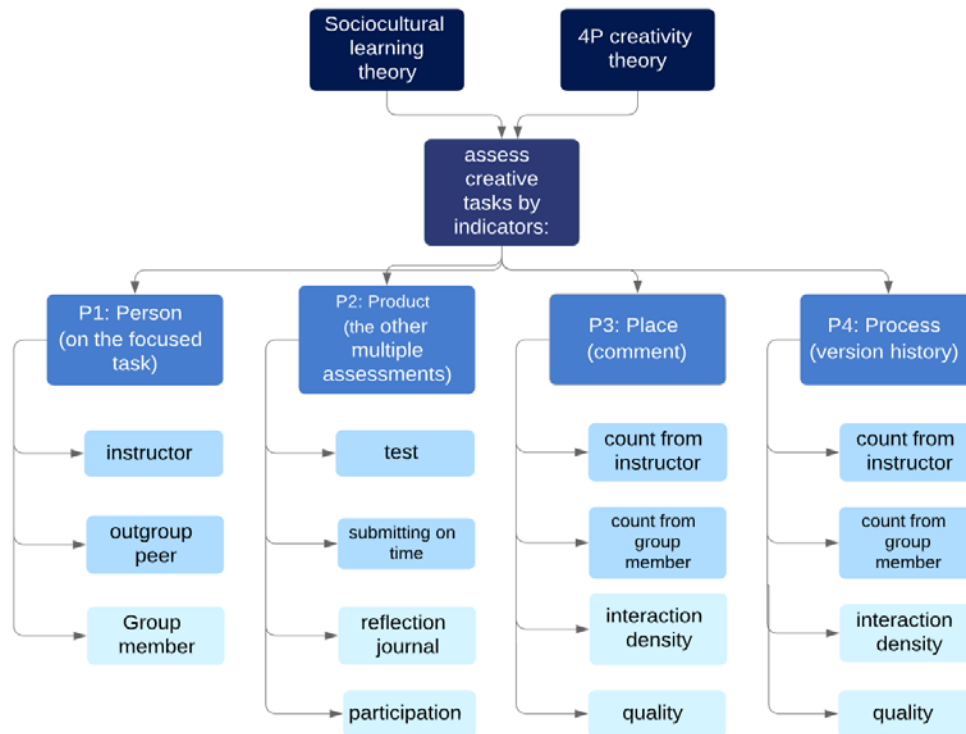 Sociocultural
learning
theory
4P creativity
theory
assess
creative
tasks by
indicators:
P1: Person
(on the focused
task)
P2: Product
(the other
multiple
assessments)
P3: Place
(comment)
P4: Process
(version history)
instructor
test
count from
instructor
count from
instructor
outgroup
peer
submitting on
time
count from
group
member
count from
group
member
Group
member
reflection
journal
interaction
density
interaction
density
participation
quality
quality